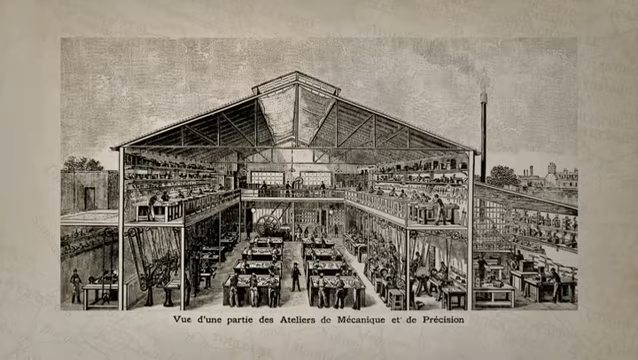 Vue d'une partie des Ateliers de Mécanique et de Précision